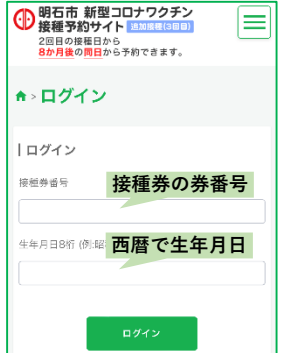 明石市 新型コロナワクチン
接種予約サイト 追加接種(3回目)
2回目の接種日から
8か月後の同日から予約できます。
> ログイン
ログイン
接種券番号
接種券の券番号
生年月日8桁 (例:昭
西暦で生年月日
ログイン